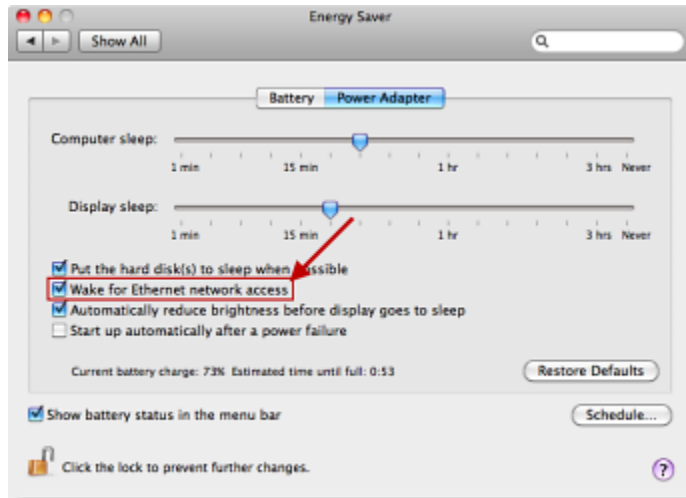 Energy Saver
Show All
Battery Power Adapter
Computer sleep:
1 min 15 min 1 hr 3 hrs Never
Display sleep:
1 min 15 min 1 hr 3 hrs Never
Put the hard disk(s) to sleep when possible
Wake for Ethernet network access
Automatically reduce brightness before display goes to sleep
Start up automatically after a power failure
Current battery charge: 73% Estimated time until full: 0:53
Restore Defaults
Show battery status in the menu bar
Schedule...
Click the lock to prevent further changes.
?